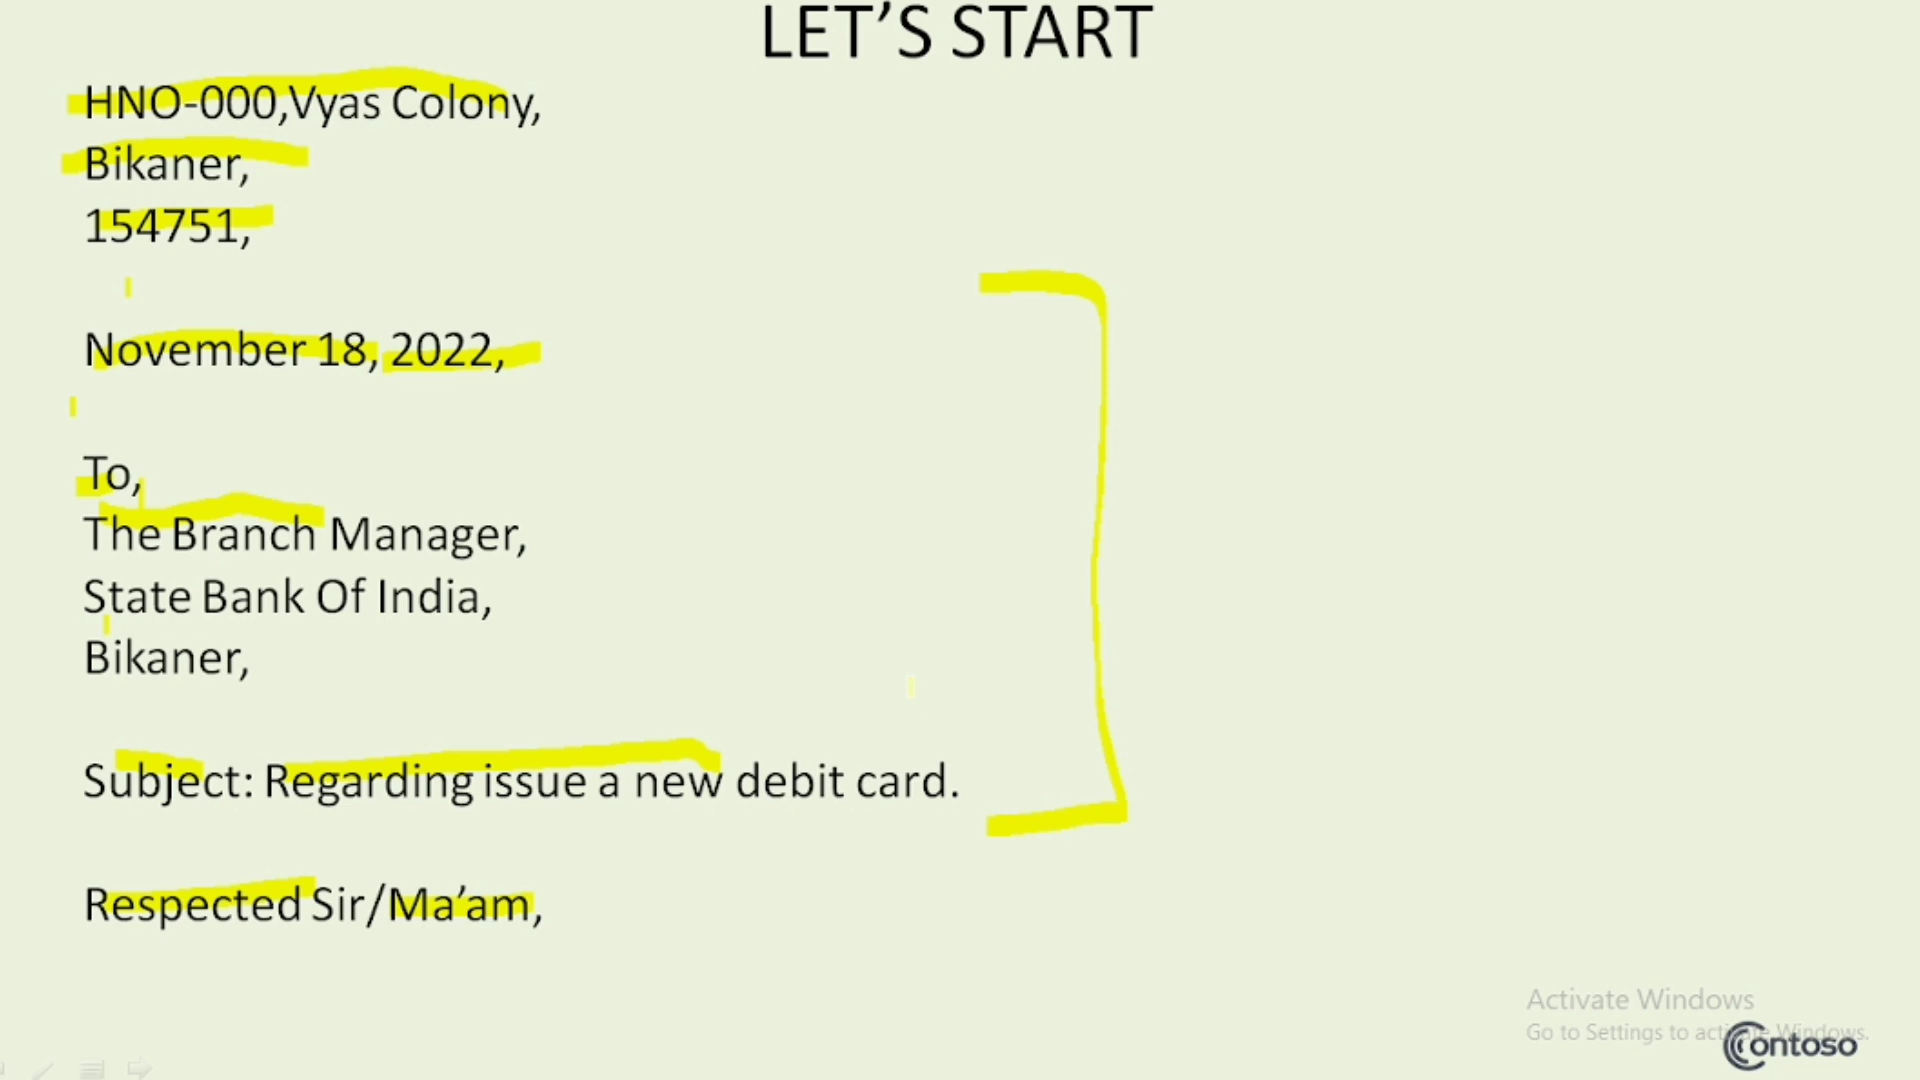 LET’S START
HNO-000,Vyas Colony,
Bikaner,
154751,
November 18, 2022,
To,
The Branch Manager,
State Bank Of India,
Bikaner,
Subject: Regarding issue a new debit card.
Respected Sir/Ma’am,
Activate Windows
Go to Settings to activate Windows.
Contoso